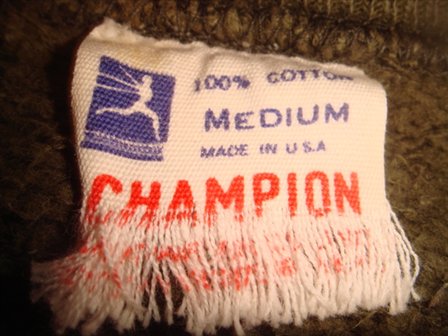 100% COTTON
MEDIUM
MADE IN U.S.A
CHAMPION